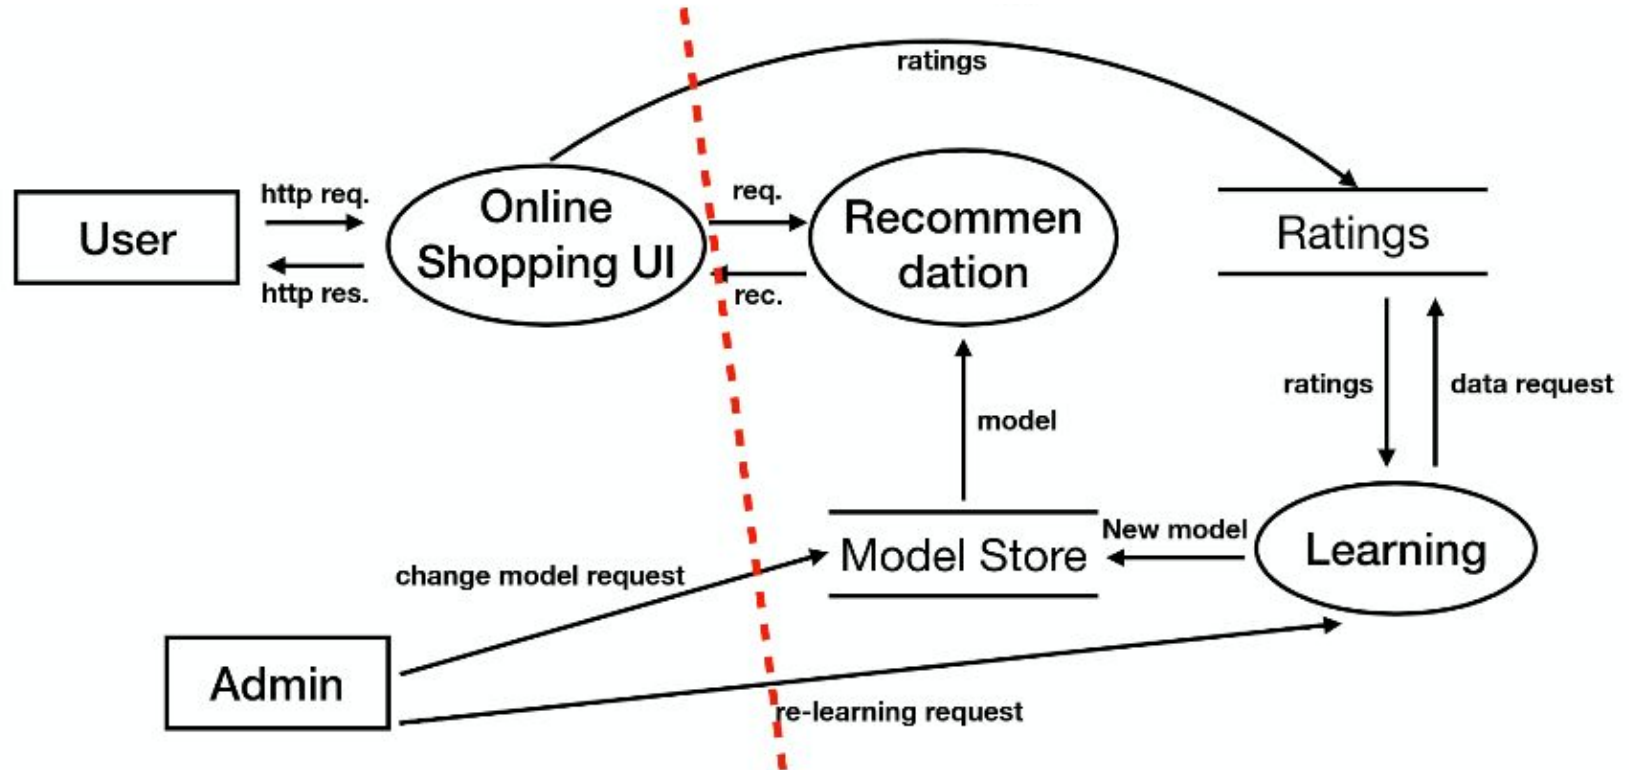 ratings
http req.
User
http res.
Online
Shopping UI
req.
rec.
Recommen
dation
Ratings
ratings
data request
model
New model
Model Store
Learning
change model request
Admin
re-learning request